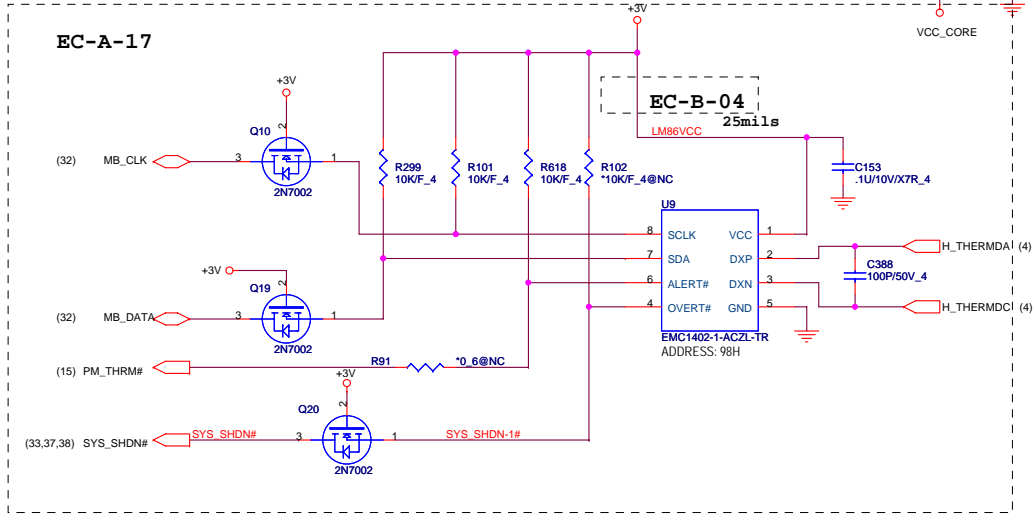 +3V
VCC_CORE
EC-A-17
+3V
EC-B-04
25mils
LM86VCC
Q10
2
(32) MB_CLK 3 1
2N7002
R299
10K/F_4
R101
10K/F_4
R618
10K/F_4
R102
*10K/F_4@NC
C153
.1U/10V/X7R_4
U9
8 SCLK VCC 1
7 SDA DXP 2
6 ALERT# DXN 3
4 OVERT# GND 5
EMC1402-1-ACZL-TR
ADDRESS: 98H
H_THERMDA (4)
C388
100P/50V_4
H_THERMDC (4)
+3V
2
Q19
(32) MB_DATA 3 1
2N7002
(15) PM_THRM#
R91 *0_6@NC
+3V
2
Q20
(33,37,38) SYS_SHDN# SYS_SHDN# 3 1 SYS_SHDN-1#
2N7002